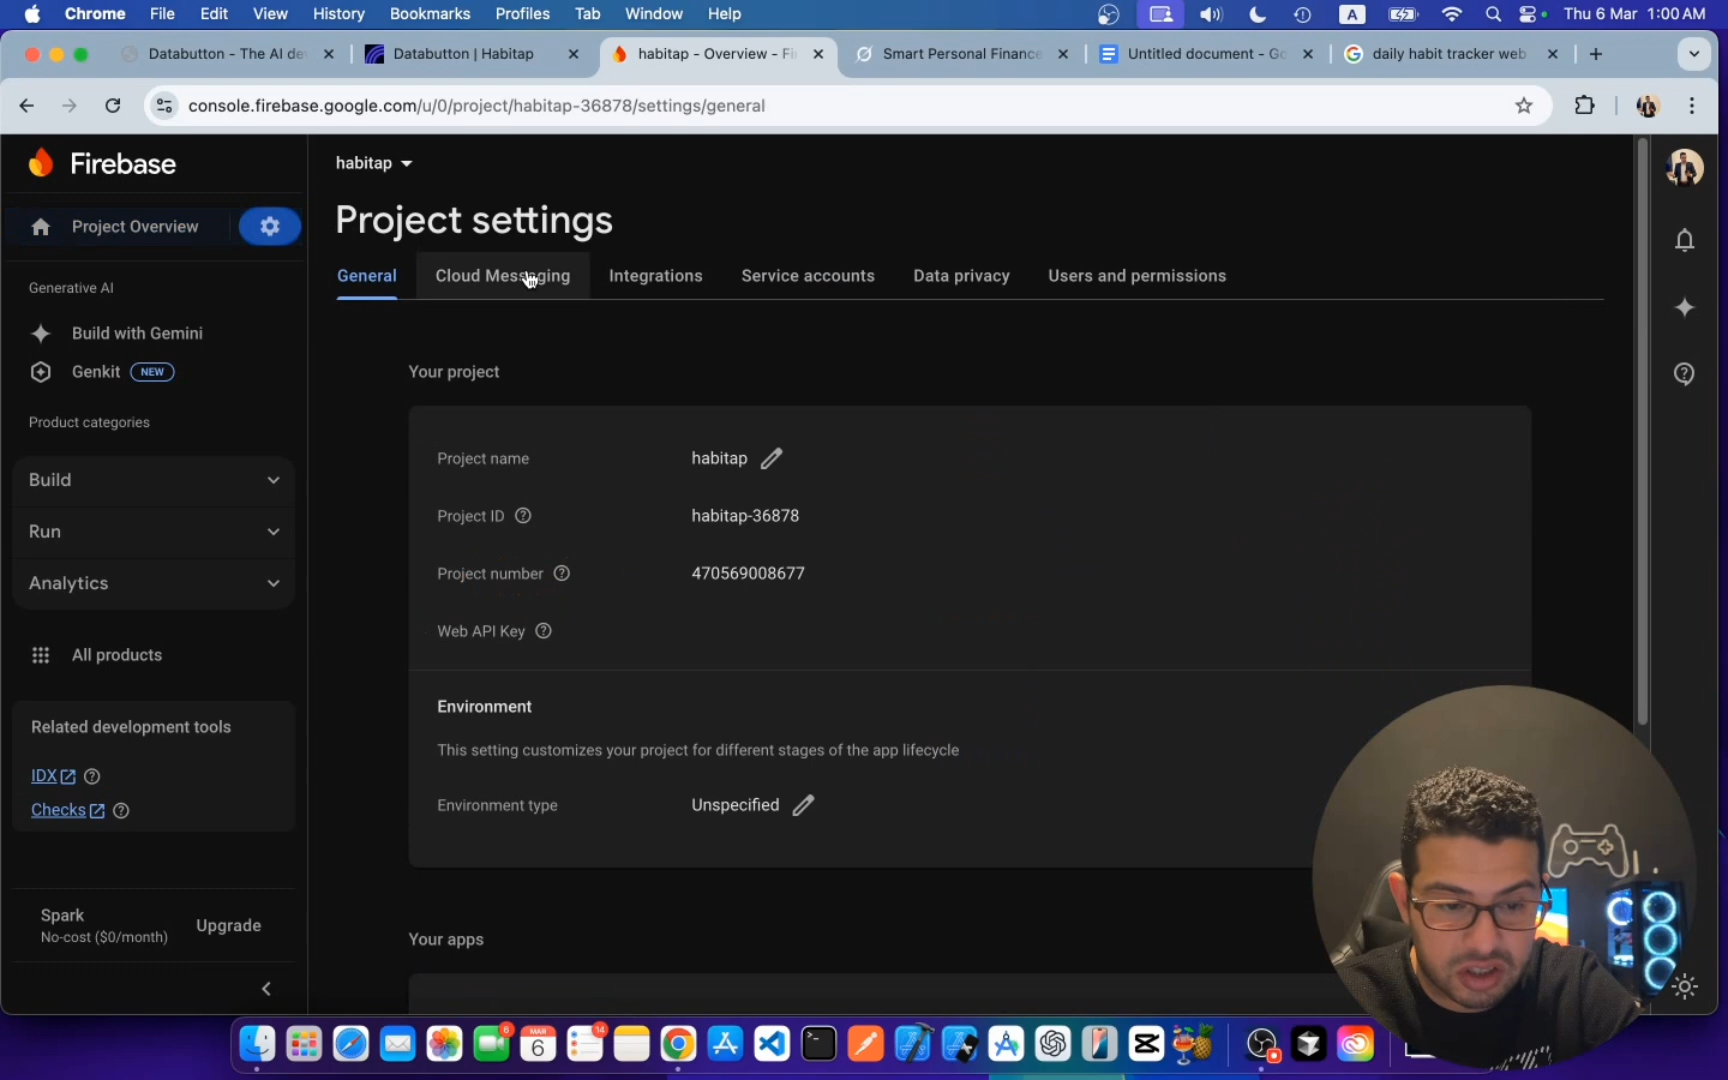 Chrome File Edit View History Bookmarks Profiles Tab Window Help A Thu 6 Mar 1:00 AM
Databutton - The AI de Databutton | Habitap habitap - Overview - Fi Smart Personal Finance Untitled document - Go daily habit tracker web
console.firebase.google.com/u/0/project/habitap-36878/settings/general
Firebase
habitap
Project Overview
Project settings
General Cloud Messaging Integrations Service accounts Data privacy Users and permissions
Generative AI
Build with Gemini
Genkit NEW
Product categories
Build
Run
Analytics
All products
Related development tools
IDX
Checks
Spark
No-cost ($0/month)
Upgrade
Your project
Project name habitap
Project ID habitap-36878
Project number 470569008677
Web API Key
Environment
This setting customizes your project for different stages of the app lifecycle
Environment type Unspecified
Your apps
6
MAR
6
14